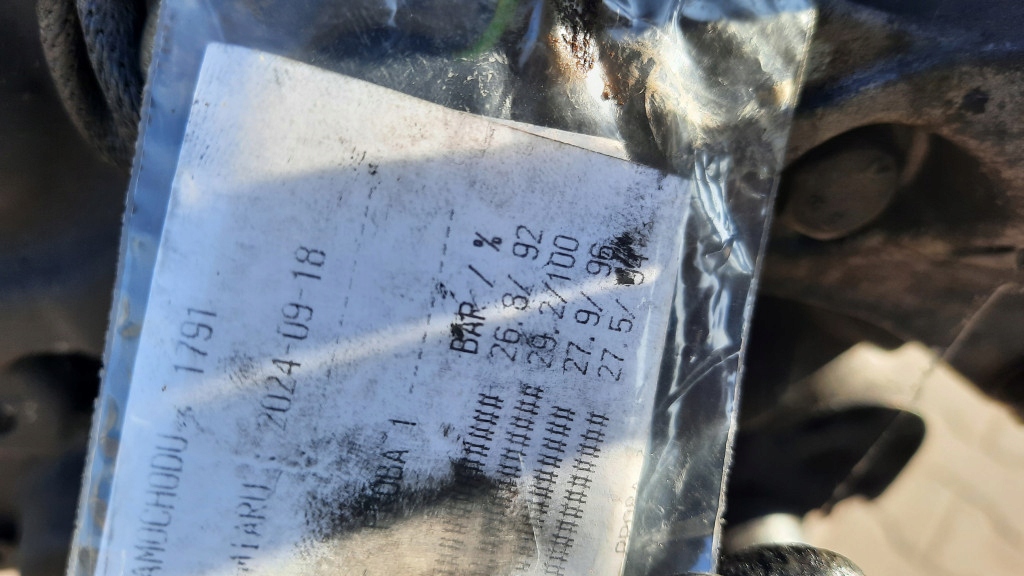 AMOCHODU 1791
MIARU 2024-09-18
OBA 1
BAR / %
######## 26.8/ 92
######## 29.2/100
######## 27.9/ 96
######## 27.5/ 94